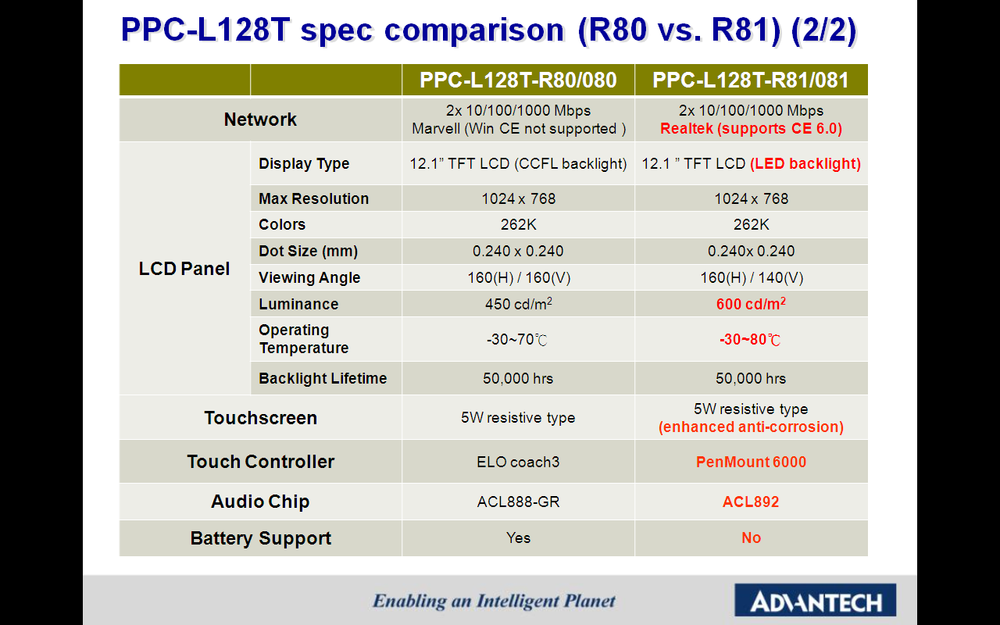 PPC-L128T spec comparison (R80 vs. R81) (2/2)
PPC-L128T-R80/080
PPC-L128T-R81/081
Network
2x 10/100/1000 Mbps
Marvell (Win CE not supported )
2x 10/100/1000 Mbps
Realtek (supports CE 6.0)
LCD Panel
Display Type
12.1” TFT LCD (CCFL backlight)
12.1 ” TFT LCD (LED backlight)
Max Resolution
1024 x 768
1024 x 768
Colors
262K
262K
Dot Size (mm)
0.240 x 0.240
0.240x 0.240
Viewing Angle
160(H) / 160(V)
160(H) / 140(V)
Luminance
450 cd/m²
600 cd/m²
Operating
Temperature
-30~70℃
-30~80℃
Backlight Lifetime
50,000 hrs
50,000 hrs
Touchscreen
5W resistive type
5W resistive type
(enhanced anti-corrosion)
Touch Controller
ELO coach3
PenMount 6000
Audio Chip
ACL888-GR
ACL892
Battery Support
Yes
No
Enabling an Intelligent Planet
ADVANTECH